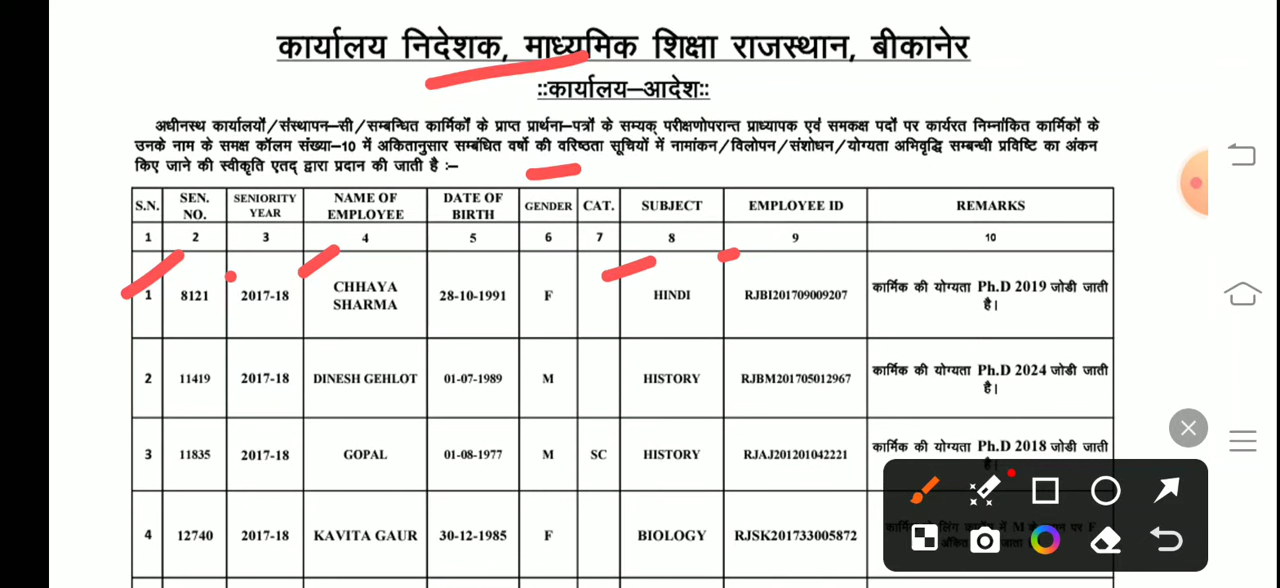 कार्यालय निदेशक, माध्यमिक शिक्षा राजस्थान, बीकानेर
::कार्यालय–आदेश::
अधीनस्थ कार्यालयों/संस्थापन–सी/सम्बन्धित कार्मिकों के प्राप्त प्रार्थना–पत्रों के सम्यक् परीक्षणोपरान्त प्राध्यापक एवं समकक्ष पदों पर कार्यरत निम्नांकित कार्मिकों के
उनके नाम के समक्ष कॉलम संख्या–10 में अकितानुसार सम्बंधित वर्षो की वरिष्ठता सूचियों में नामांकन/विलोपन/संशोधन/योग्यता अभिवृद्धि सम्बन्धी प्रविष्टि का अंकन
किए जाने की स्वीकृति एतद् द्वारा प्रदान की जाती है :–
S.N. SEN. NO. SENIORITY YEAR NAME OF EMPLOYEE DATE OF BIRTH GENDER CAT. SUBJECT EMPLOYEE ID REMARKS
1 2 3 4 5 6 7 8 9 10
1 8121 2017-18 CHHAYA SHARMA 28-10-1991 F HINDI RJBI201709009207 कार्मिक की योग्यता Ph.D 2019 जोडी जाती है।
2 11419 2017-18 DINESH GEHLOT 01-07-1989 M HISTORY RJBM201705012967 कार्मिक की योग्यता Ph.D 2024 जोडी जाती है।
3 11835 2017-18 GOPAL 01-08-1977 M SC HISTORY RJAJ201201042221 कार्मिक की योग्यता Ph.D 2018 जोडी जाती है।
4 12740 2017-18 KAVITA GAUR 30-12-1985 F BIOLOGY RJSK201733005872